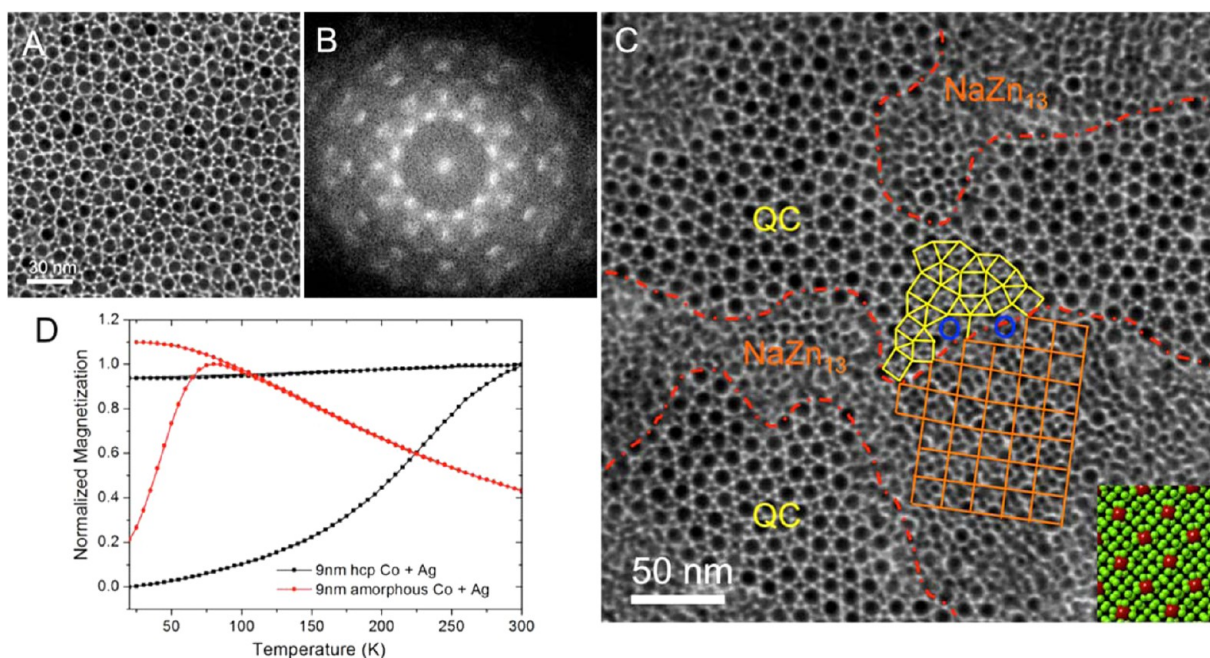 A
30 nm
B
C
NaZn13
QC
NaZn13
QC
50 nm
D
Normalized Magnetization
1.2
1.0
0.8
0.6
0.4
0.2
0.0
9nm hcp Co + Ag
9nm amorphous Co + Ag
50
100
150
200
250
300
Temperature (K)